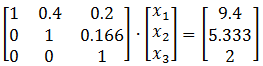 [1 0.4 0.2] [x₁] [9.4]
[0 1 0.166] · [x₂] = [5.333]
[0 0 1] [x₃] [2]